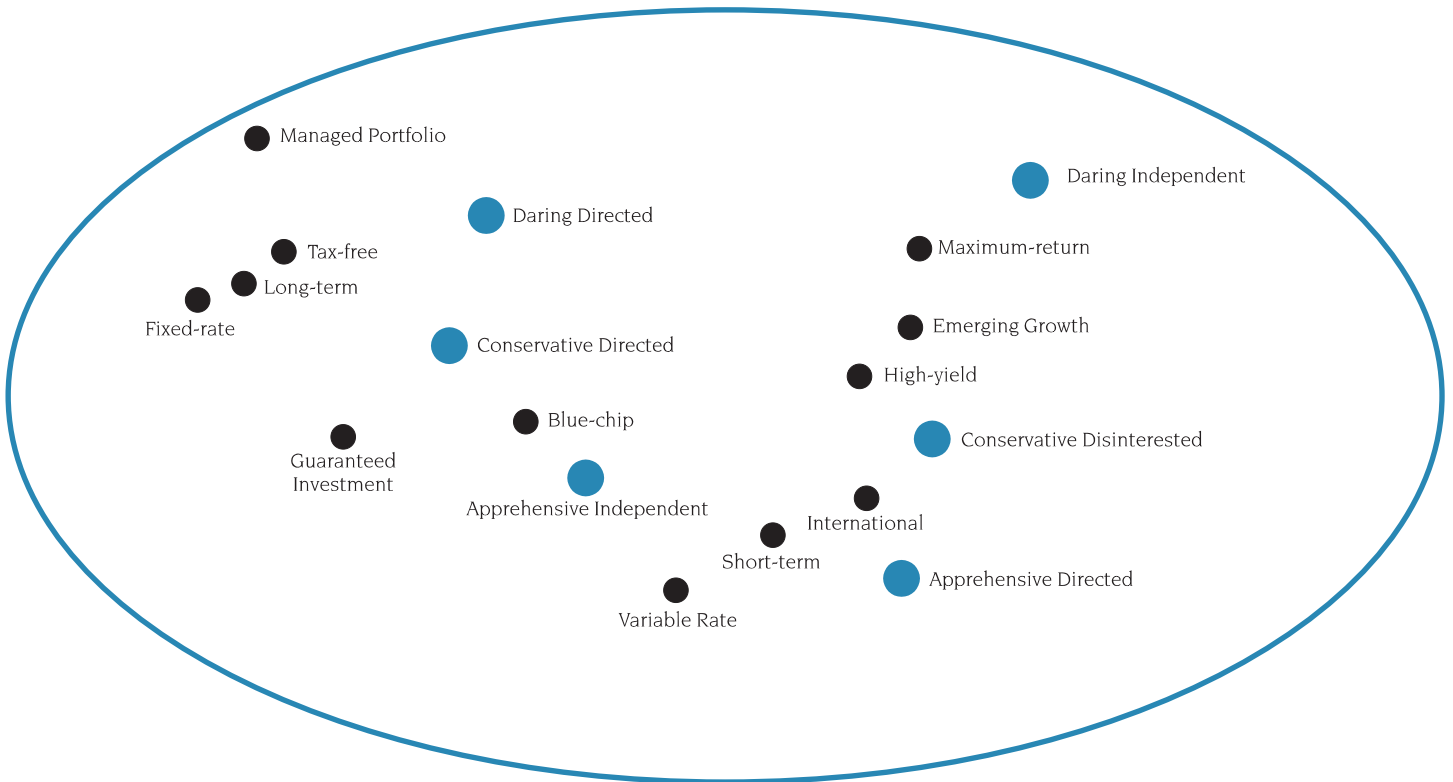 Managed Portfolio
Daring Independent
Daring Directed
Maximum-return
Tax-free
Long-term
Fixed-rate
Emerging Growth
Conservative Directed
High-yield
Blue-chip
Conservative Disinterested
Guaranteed
Investment
Apprehensive Independent
International
Short-term
Apprehensive Directed
Variable Rate